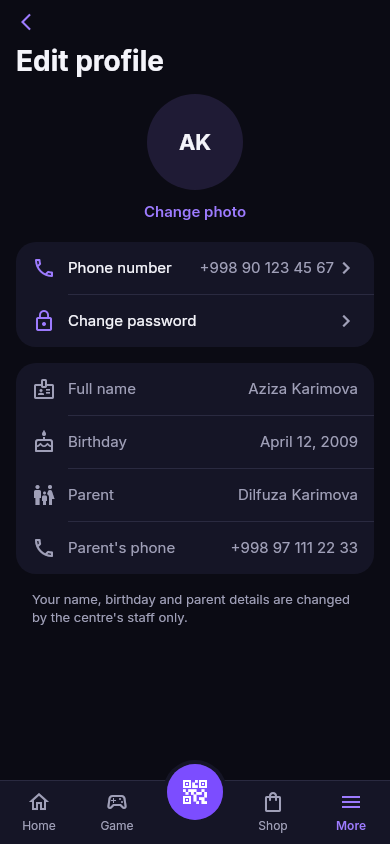 Edit profile
AK
Change photo
Phone number +998 90 123 45 67
Change password
Full name Aziza Karimova
Birthday April 12, 2009
Parent Dilfuza Karimova
Parent's phone +998 97 111 22 33
Your name, birthday and parent details are changed
by the centre's staff only.
Home Game Shop More